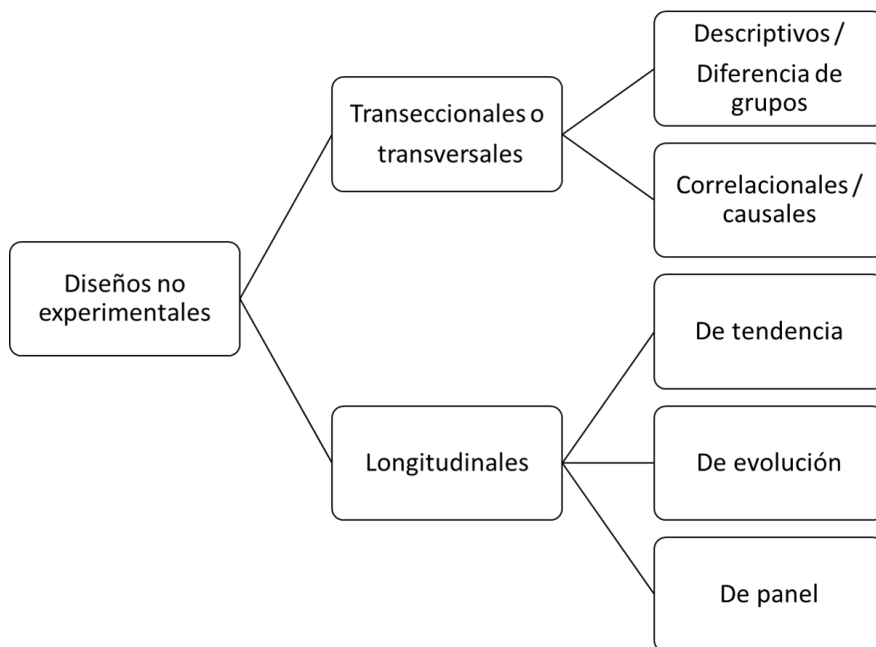 Descriptivos /
Diferencia de
grupos
Transeccionales o
transversales
Correlacionales /
causales
Diseños no
experimentales
De tendencia
Longitudinales
De evolución
De panel